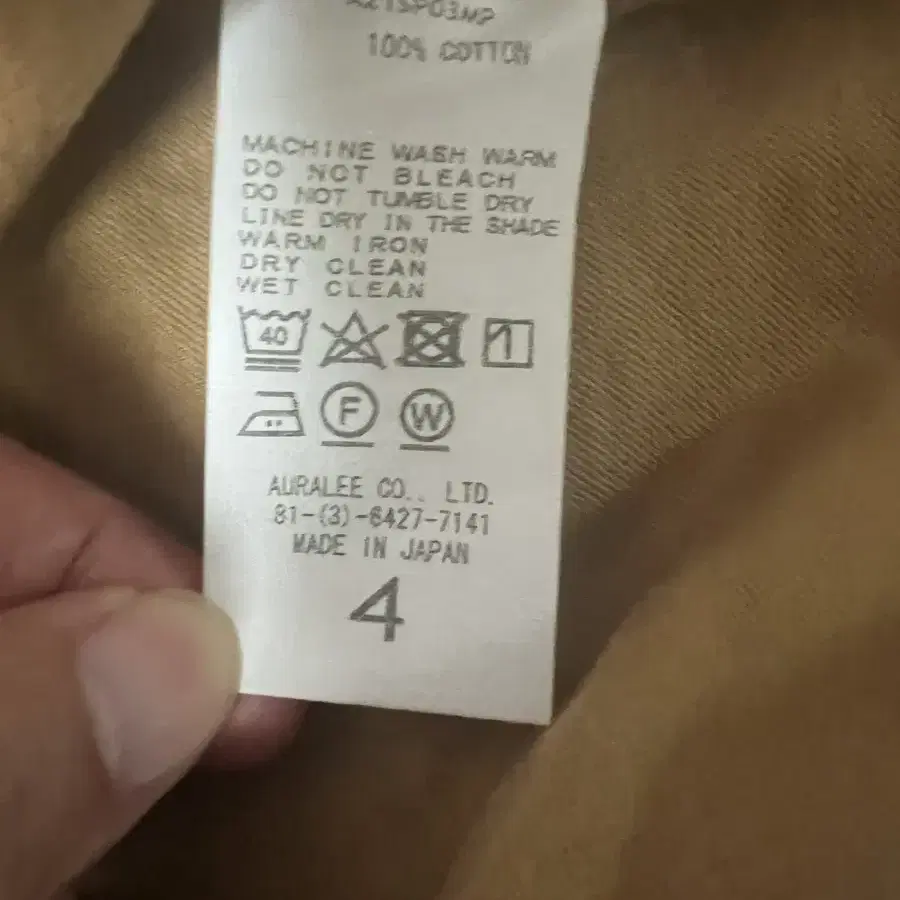 A21SP03MP
100% COTTON
MACHINE WASH WARM
DO NOT BLEACH
DO NOT TUMBLE DRY
LINE DRY IN THE SHADE
WARM IRON
DRY CLEAN
WET CLEAN
40
F W
AURALEE CO., LTD.
81-(3)-6427-7141
MADE IN JAPAN
4